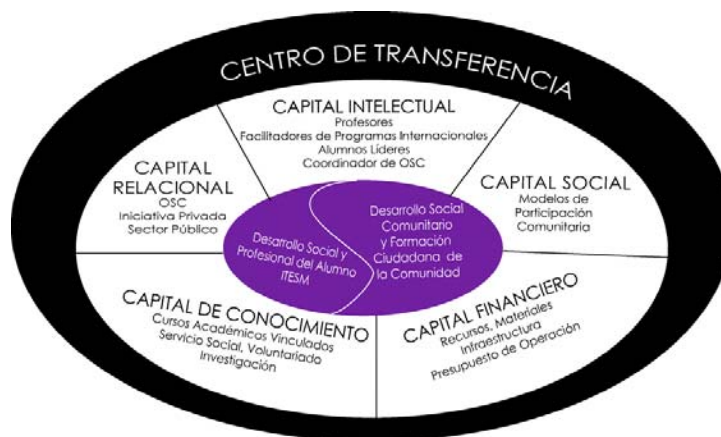 CENTRO DE TRANSFERENCIA
CAPITAL INTELECTUAL
Profesores
Facilitadores de Programas Internacionales
Alumnos Líderes
Coordinador de OSC
CAPITAL
RELACIONAL
OSC
Iniciativa Privada
Sector Público
CAPITAL SOCIAL
Modelos de
Participación
Comunitaria
Desarrollo Social y
Profesional del Alumno
ITESM
Desarrollo Social
Comunitario
y Formación
Ciudadana de
la Comunidad
CAPITAL DE CONOCIMIENTO
Cursos Académicos Vinculados
Servicio Social, Voluntariado
Investigación
CAPITAL FINANCIERO
Recursos, Materiales
Infraestructura
Presupuesto de Operación